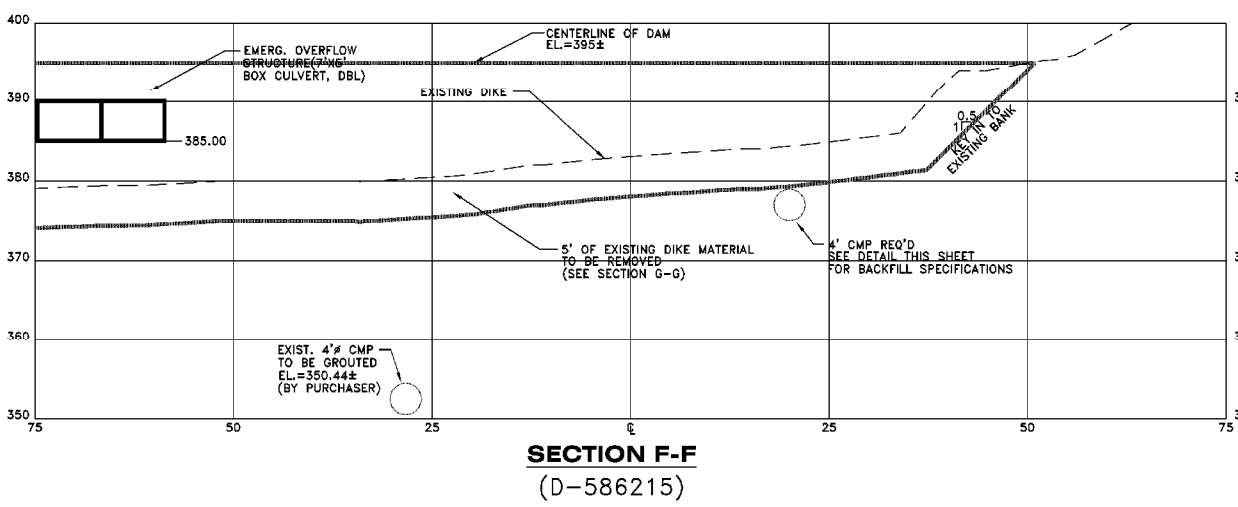 400
CENTERLINE OF DAM
EL.=395±
EMERG. OVERFLOW
STRUCTURE(7'X5'
BOX CULVERT, DBL)
390
EXISTING DIKE
385.00
0.5
1
KEY IN TO
EXISTING BANK
380
5' OF EXISTING DIKE MATERIAL
TO BE REMOVED
(SEE SECTION G-G)
4' CMP REQ'D
SEE DETAIL THIS SHEET
FOR BACKFILL SPECIFICATIONS
370
360
EXIST. 4'ø CMP
TO BE GROUTED
EL.=350.44±
(BY PURCHASER)
350
75 50 25 ℄ 25 50 75
SECTION F-F
(D-586215)